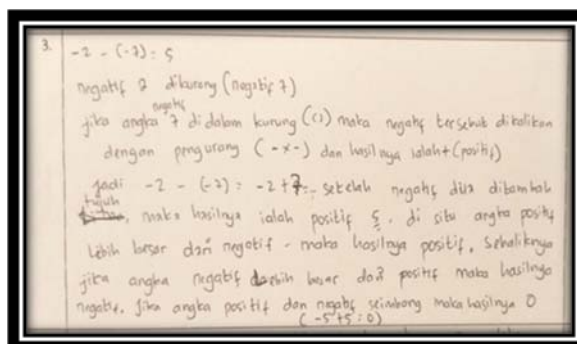 3. -2 - (-7) = 5
negatif 2 dikurang (negatif 7)
negatif
jika angka 7 di dalam kurung (()) maka negatif tersebut dikalikan
dengan pengurang (-x-) dan hasilnya ialah + (positif)
jadi -2 - (-7) = -2+7 = setelah negatif dua ditambah
tujuh
, maka hasilnya ialah positif 5. di situ angka positif
lebih besar dari negatif - maka hasilnya positif. Sebaliknya
jika angka negatif lebih besar dari positif maka hasilnya
negatif. Jika angka positif dan negatif seimbang maka hasilnya 0
(-5+5=0)